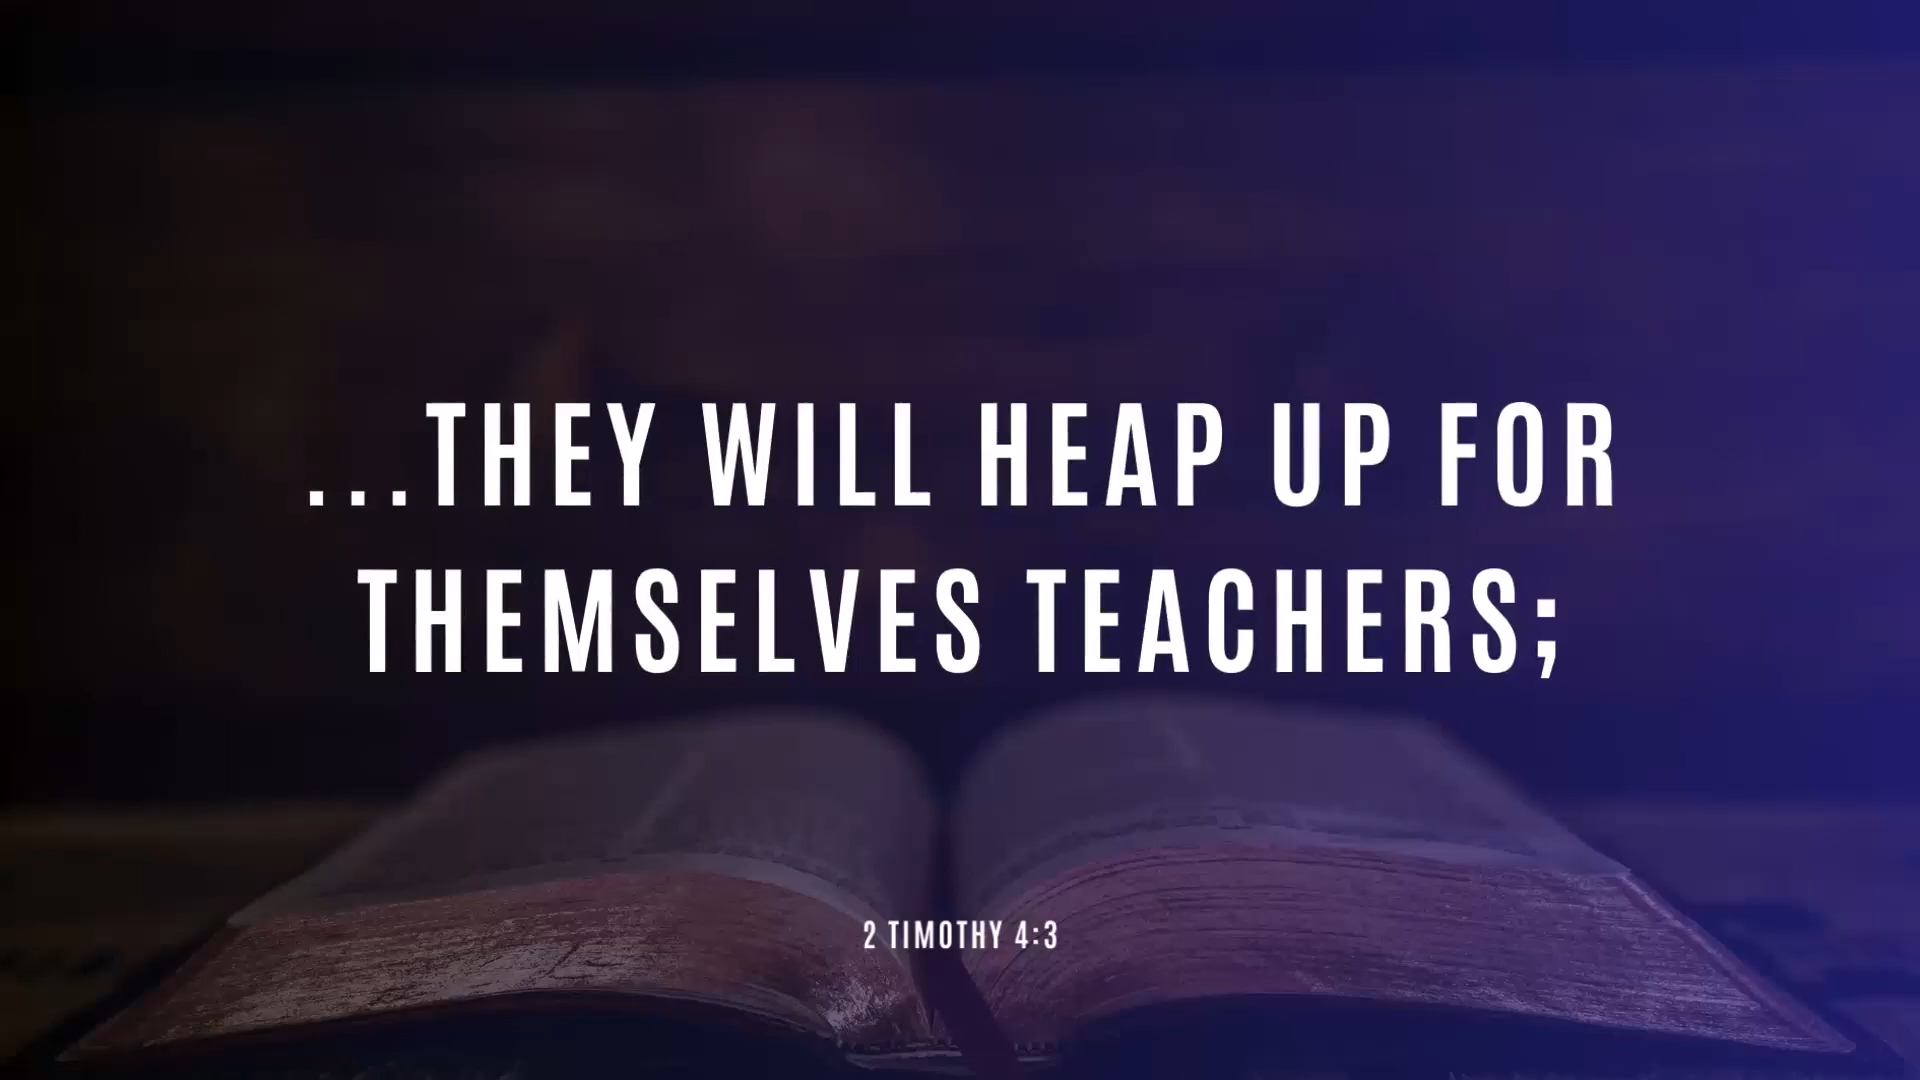 ...THEY WILL HEAP UP FOR
THEMSELVES TEACHERS;
2 TIMOTHY 4:3